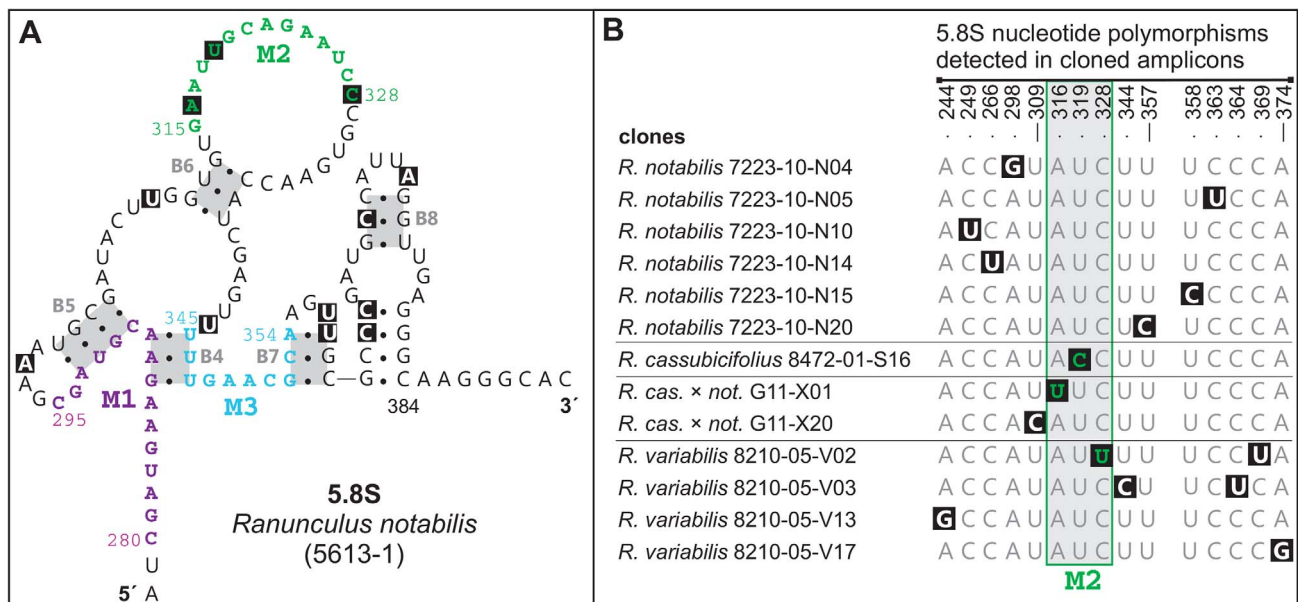 A
GAAUUGCAGAAUCC
M2
315
328
B6
B8
B5
345
354
B4
B7
M1
M3
295
UUUGAACGCA
CGAUGAAGAACGUAGC
C—G
CAAGGGCAC
384
3´
280
5.8S
Ranunculus notabilis
(5613-1)
5´ A
B
5.8S nucleotide polymorphisms
detected in cloned amplicons
244 249 266 298 309 316 319 328 344 357 358 363 364 369 374
clones
R. notabilis 7223-10-N04 A C C G U A U C U U U C C C A
R. notabilis 7223-10-N05 A C C A U A U C U U U U C C A
R. notabilis 7223-10-N10 A U C A U A U C U U U C C C A
R. notabilis 7223-10-N14 A C U A U A U C U U U C C C A
R. notabilis 7223-10-N15 A C C A U A U C U U C C C C A
R. notabilis 7223-10-N20 A C C A U A U C U C U C C C A
R. cassubicifolius 8472-01-S16 A C C A U A C C U U U C C C A
R. cas. × not. G11-X01 A C C A U U U C U U U C C C A
R. cas. × not. G11-X20 A C C A C A U C U U U C C C A
R. variabilis 8210-05-V02 A C C A U A U U U U U C C U A
R. variabilis 8210-05-V03 A C C A U A U C C U U C U C A
R. variabilis 8210-05-V13 G C C A U A U C U U U C C C A
R. variabilis 8210-05-V17 A C C A U A U C U U U C C C G
M2